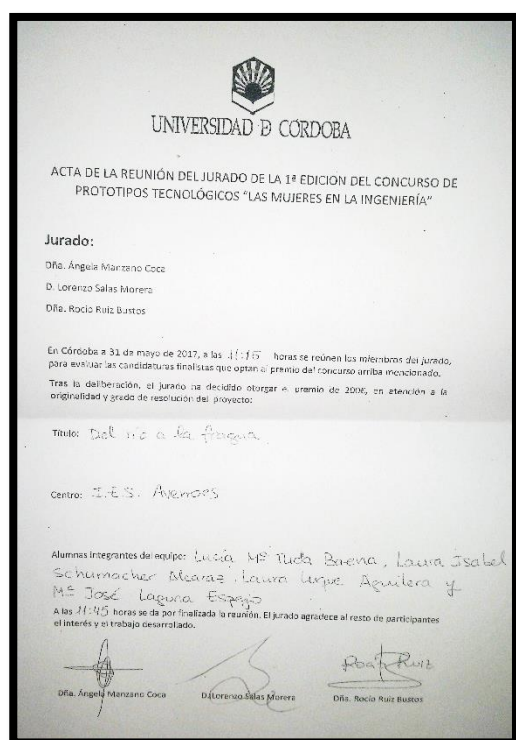 UNIVERSIDAD D CÓRDOBA
ACTA DE LA REUNIÓN DEL JURADO DE LA 1ª EDICION DEL CONCURSO DE
PROTOTIPOS TECNOLÓGICOS "LAS MUJERES EN LA INGENIERÍA"
Jurado:
Dña. Ángela Manzano Coca
D. Lorenzo Salas Morera
Dña. Rocio Ruiz Bustos
En Córdoba a 31 de mayo de 2017, a las 11:15 horas se reúnen los miembros del jurado,
para evaluar las candidaturas finalistas que optan al premio del concurso arriba mencionado.
Tras la deliberación, el jurado ha decidido otorgar el premio de 200€, en atención a la
originalidad y grado de resolución del proyecto:
Título: Del río a la
Centro: I.E.S. Averroes
Alumnas integrantes del equipo: Lucía Mª Baena, Laura Isabel
Schumacher Alcaraz, Laura Aguilera y
Mª José Laguna Espejo
A las 11:45 horas se da por finalizada la reunión. El jurado agradece al resto de participantes
el interés y el trabajo desarrollado.
Ruiz
Dña. Ángela Manzano Coca
D. Lorenzo Salas Morera
Dña. Rocio Ruiz Bustos